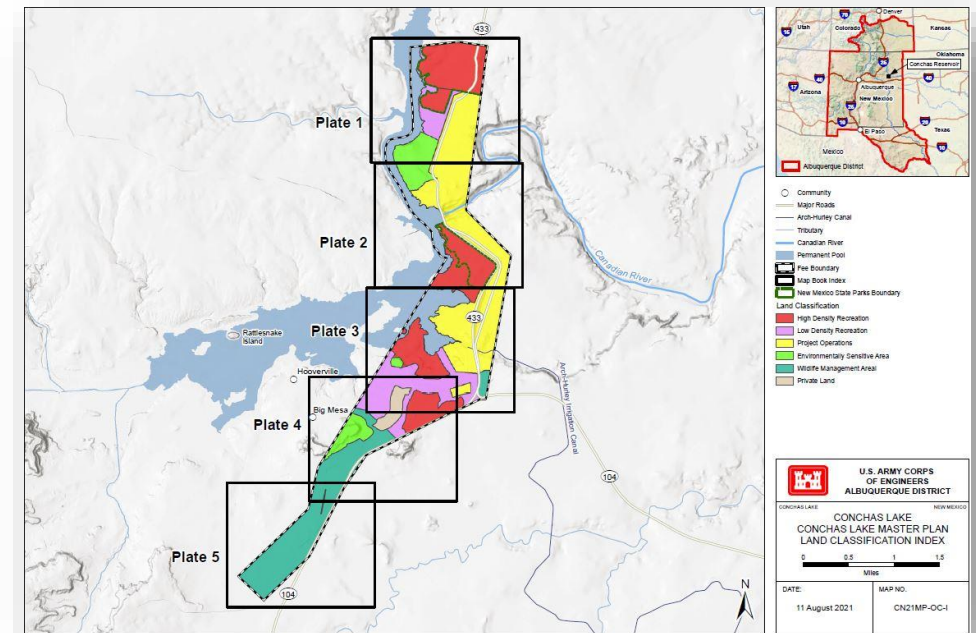 433
Plate 1
Plate 2
Canadian River
Plate 3
433
Rattlesnake
Island
Hooverville
Arch-Hurley Irrigation Canal
Big Mesa
Plate 4
104
Plate 5
104
N
Denver
Utah
Colorado
Kansas
Oklahoma
Conchas Reservoir
Albuquerque
Arizona
New Mexico
El Paso
Texas
Mexico
Albuquerque District
Community
Major Roads
Arch-Hurley Canal
Tributary
Canadian River
Permanent Pool
Fee Boundary
Map Book Index
New Mexico State Parks Boundary
Land Classification
High Density Recreation
Low Density Recreation
Project Operations
Environmentally Sensitive Area
Wildlife Management Areal
Private Land
U.S. ARMY CORPS
OF ENGINEERS
ALBUQUERQUE DISTRICT
CONCHAS LAKE NEW MEXICO
CONCHAS LAKE
CONCHAS LAKE MASTER PLAN
LAND CLASSIFICATION INDEX
0 0.5 1 1.5
Miles
DATE: MAP NO.
11 August 2021 CN21MP-OC-I